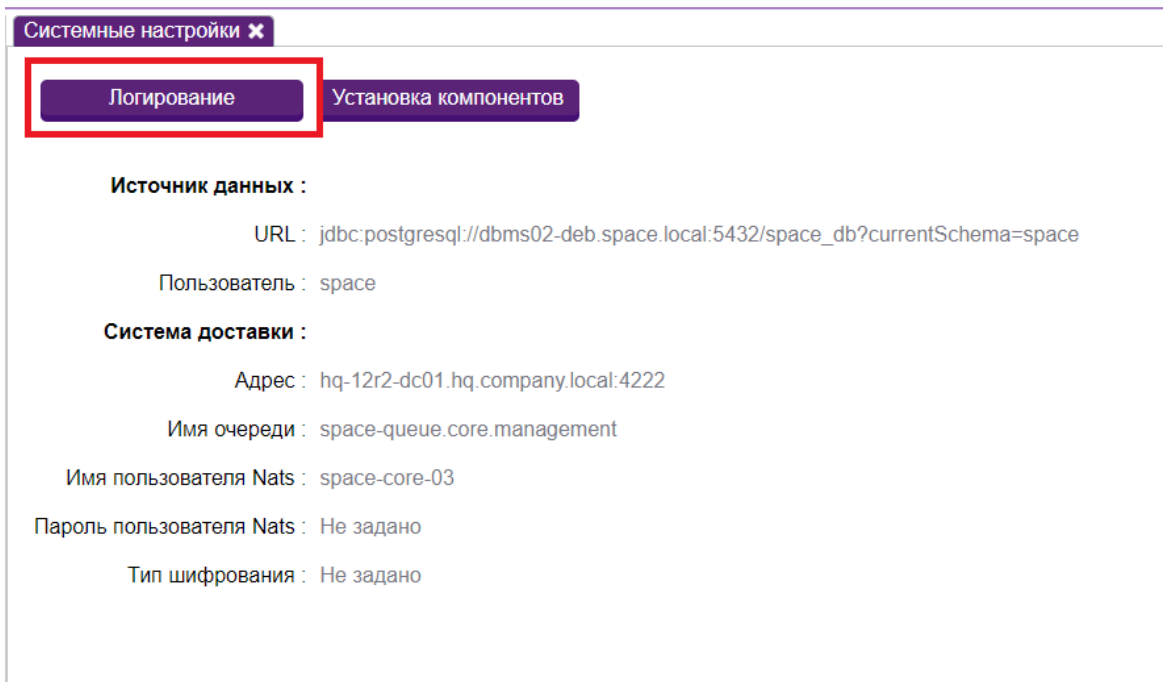 Системные настройки ✖
Логирование Установка компонентов
Источник данных :
URL : jdbc:postgresql://dbms02-deb.space.local:5432/space_db?currentSchema=space
Пользователь : space
Система доставки :
Адрес : hq-12r2-dc01.hq.company.local:4222
Имя очереди : space-queue.core.management
Имя пользователя Nats : space-core-03
Пароль пользователя Nats : Не задано
Тип шифрования : Не задано